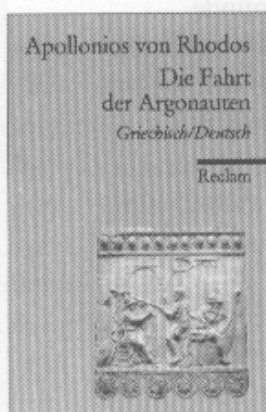 Apollonios von Rhodos
Die Fahrt
der Argonauten
Griechisch/Deutsch
Reclam